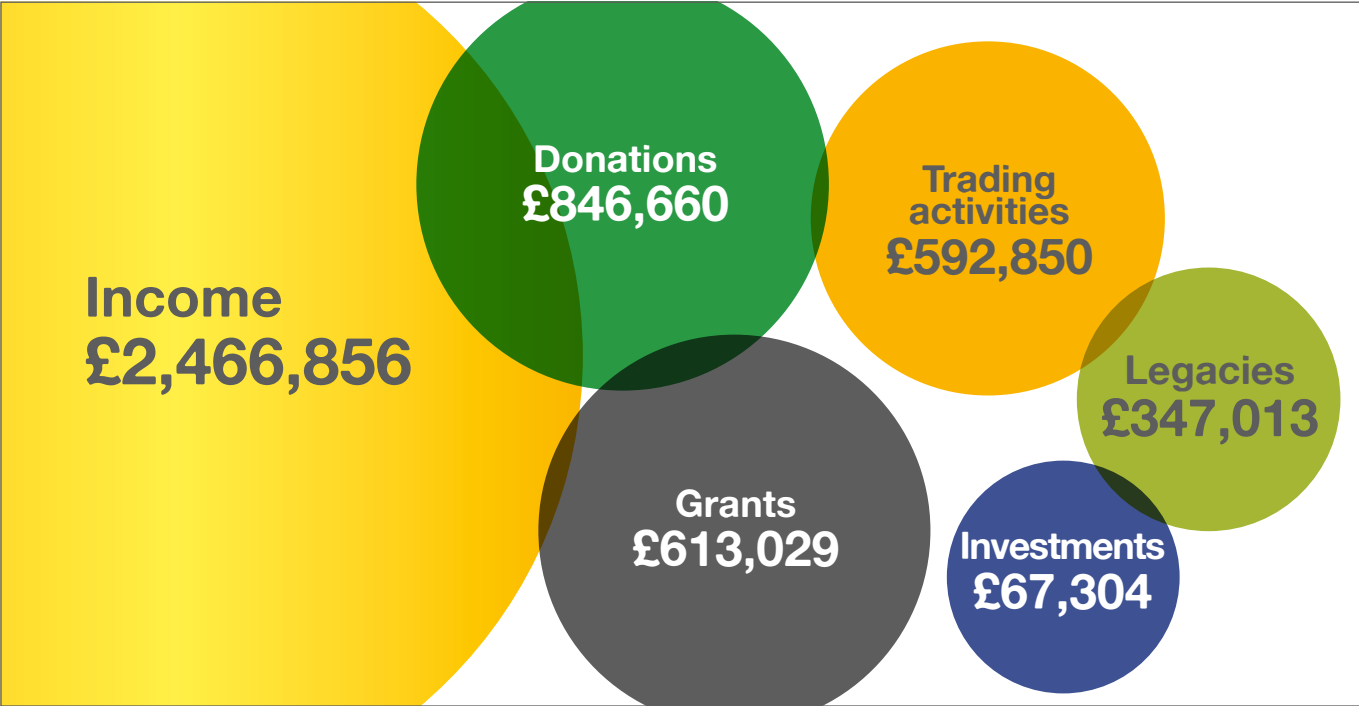 Income
£2,466,856
Donations
£846,660
Trading
activities
£592,850
Legacies
£347,013
Grants
£613,029
Investments
£67,304